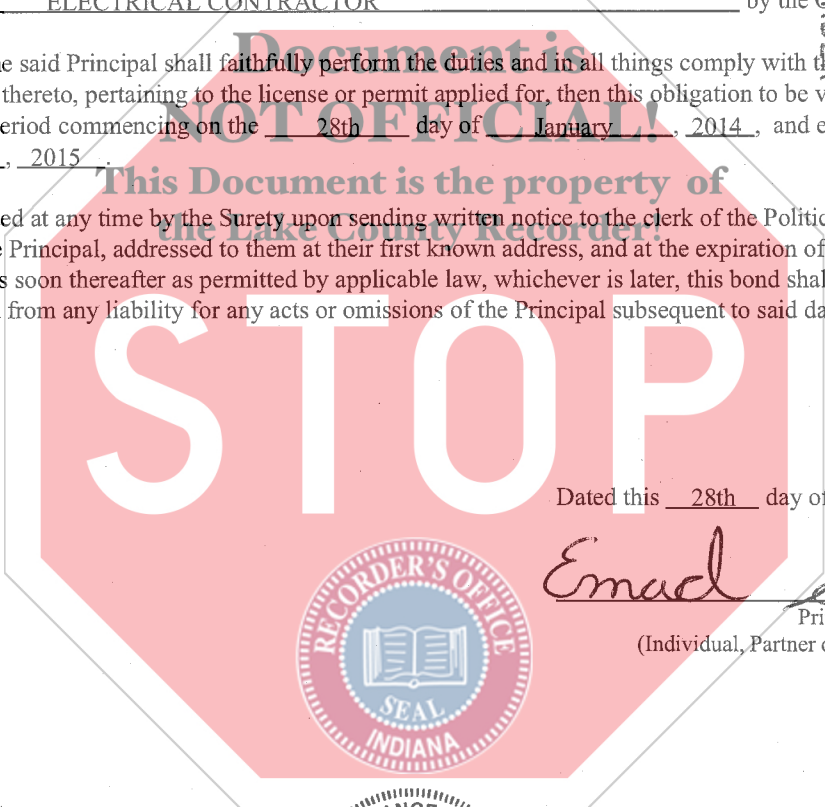 ELECTRICAL CONTRACTOR by the
Document is
e said Principal shall faithfully perform the duties and in all things comply with
thereto, pertaining to the license or permit applied for, then this obligation to be v
NOT OFFICIAL!
eriod commencing on the 28th day of January, 2014, and e
, 2015.
This Document is the property of
ed at any time by the Surety upon sending written notice to the clerk of the Politic
the Lake County Recorder!
Principal, addressed to them at their first known address, and at the expiration of
s soon thereafter as permitted by applicable law, whichever is later, this bond shal
from any liability for any acts or omissions of the Principal subsequent to said da
STOP
Dated this 28th day of
Emad
Pri
(Individual, Partner
RECORDER'S OFFICE
SEAL
INDIANA